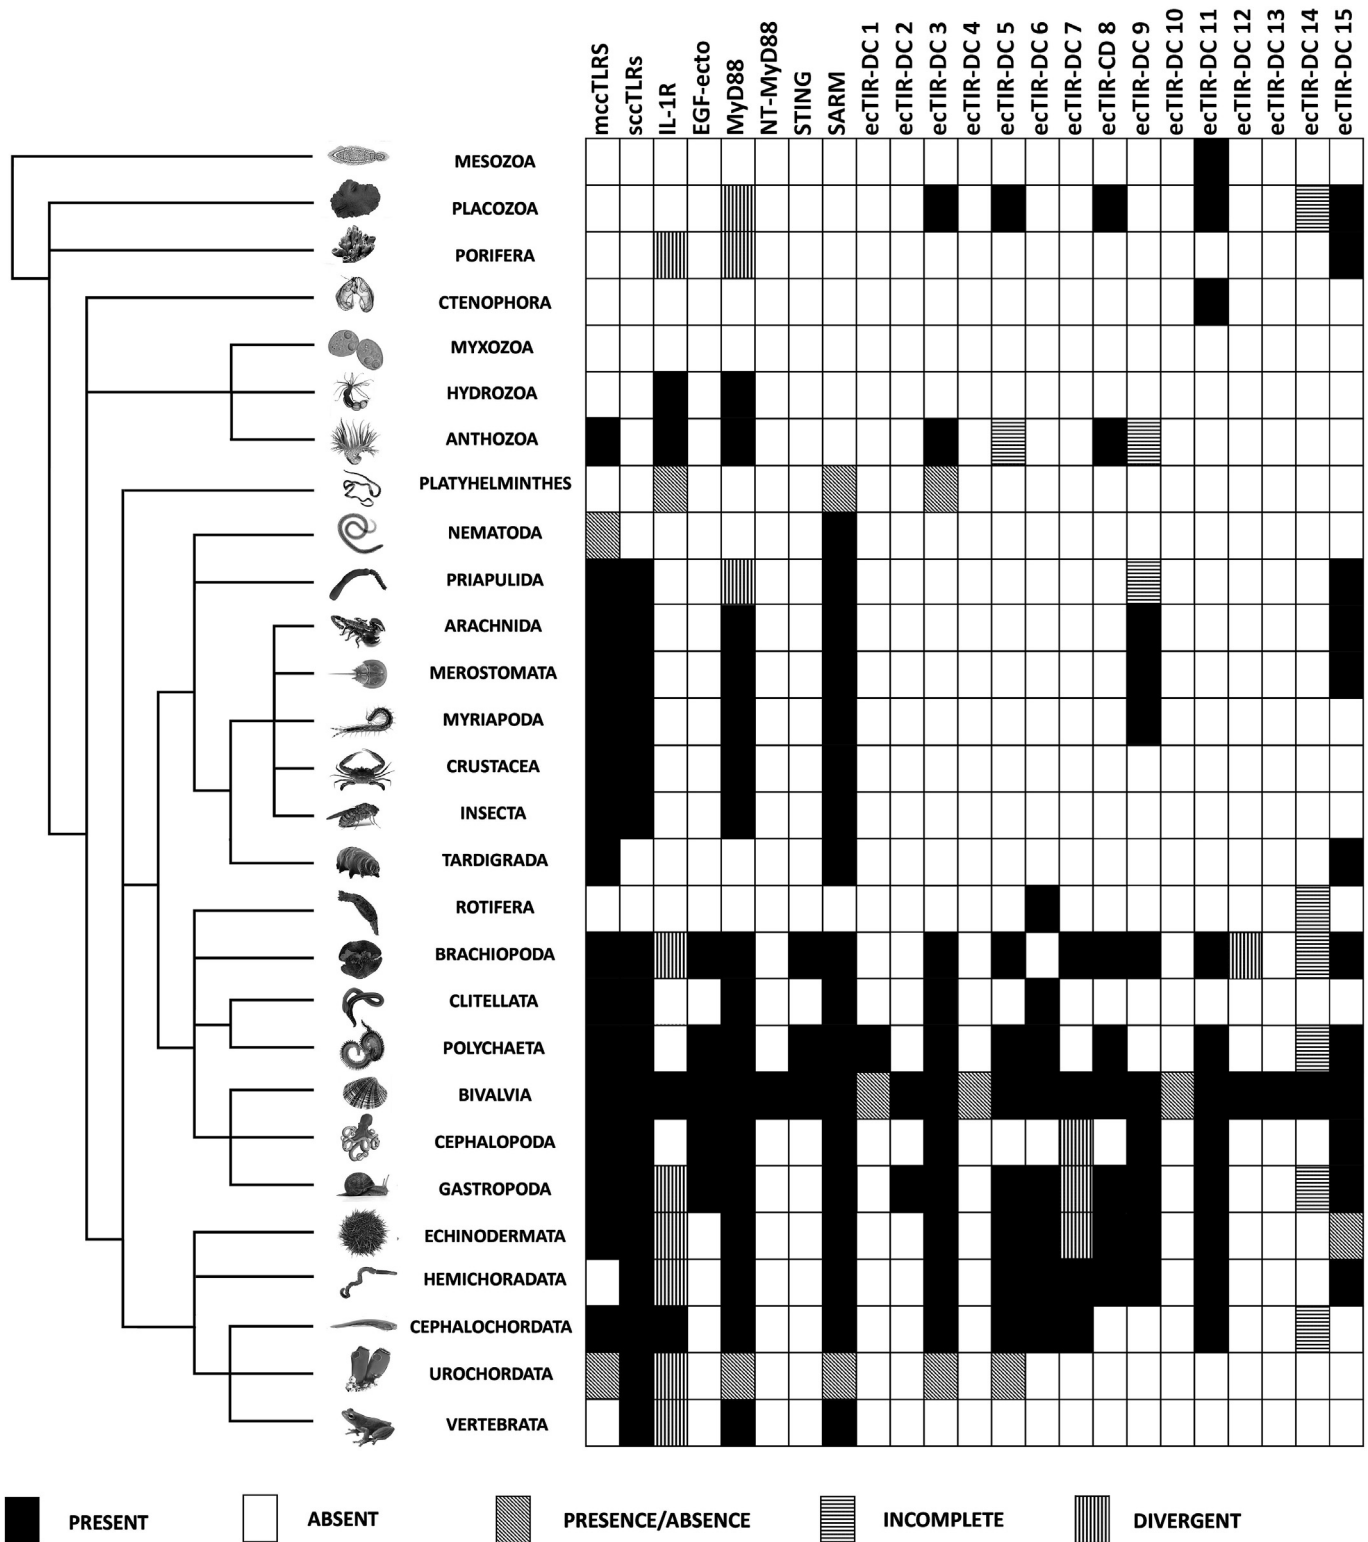 mccTLRS
sccTLRs
IL-1R
EGF-ecto
MyD88
NT-MyD88
STING
SARM
ecTIR-DC 1
ecTIR-DC 2
ecTIR-DC 3
ecTIR-DC 4
ecTIR-DC 5
ecTIR-DC 6
ecTIR-DC 7
ecTIR-CD 8
ecTIR-DC 9
ecTIR-DC 10
ecTIR-DC 11
ecTIR-DC 12
ecTIR-DC 13
ecTIR-DC 14
ecTIR-DC 15
MESOZOA
PLACOZOA
PORIFERA
CTENOPHORA
MYXOZOA
HYDROZOA
ANTHOZOA
PLATYHELMINTHES
NEMATODA
PRIAPULIDA
ARACHNIDA
MEROSTOMATA
MYRIAPODA
CRUSTACEA
INSECTA
TARDIGRADA
ROTIFERA
BRACHIOPODA
CLITELLATA
POLYCHAETA
BIVALVIA
CEPHALOPODA
GASTROPODA
ECHINODERMATA
HEMICHORADATA
CEPHALOCHORDATA
UROCHORDATA
VERTEBRATA
PRESENT
ABSENT
PRESENCE/ABSENCE
INCOMPLETE
DIVERGENT